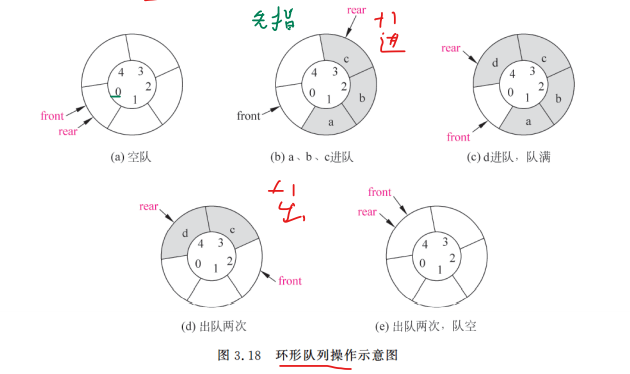 先指
rear
+1
进
4 3
0 2
1
front
rear
(a) 空队
c
4 3
0 2
1
b
a
front
(b) a、b、c进队
rear
d
c
4 3
0 2
1
b
a
front
(c) d进队，队满
+1
出
rear
d
c
4 3
0 2
1
front
(d) 出队两次
front
rear
4 3
0 2
1
(e) 出队两次，队空
图 3.18 环形队列操作示意图